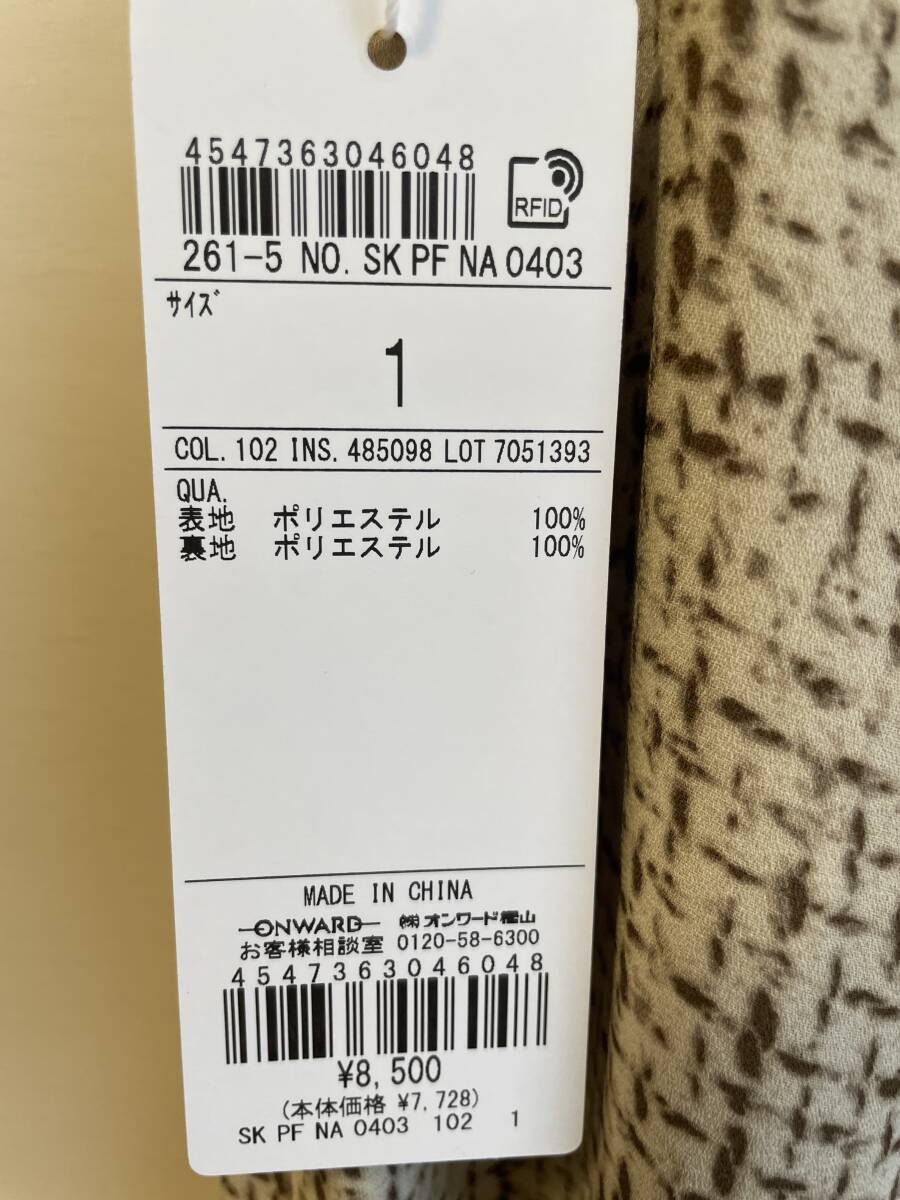 4547363046048
RFID
261-5 NO. SK PF NA 0403
サイズ
1
COL. 102 INS. 485098 LOT 7051393
QUA.
表地 ポリエステル 100%
裏地 ポリエステル 100%
MADE IN CHINA
ONWARD ㈱オンワード樫山
お客様相談室 0120-58-6300
4547363046048
¥8,500
(本体価格 ¥7,728)
SK PF NA 0403 102 1